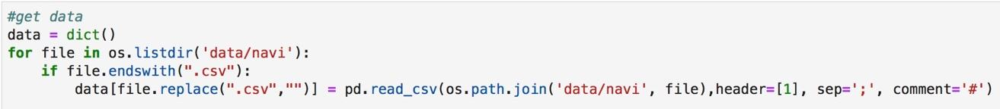 #get data
data = dict()
for file in os.listdir('data/navi'):
    if file.endswith(".csv"):
        data[file.replace(".csv","")] = pd.read_csv(os.path.join('data/navi', file),header=[1], sep=';', comment='#')